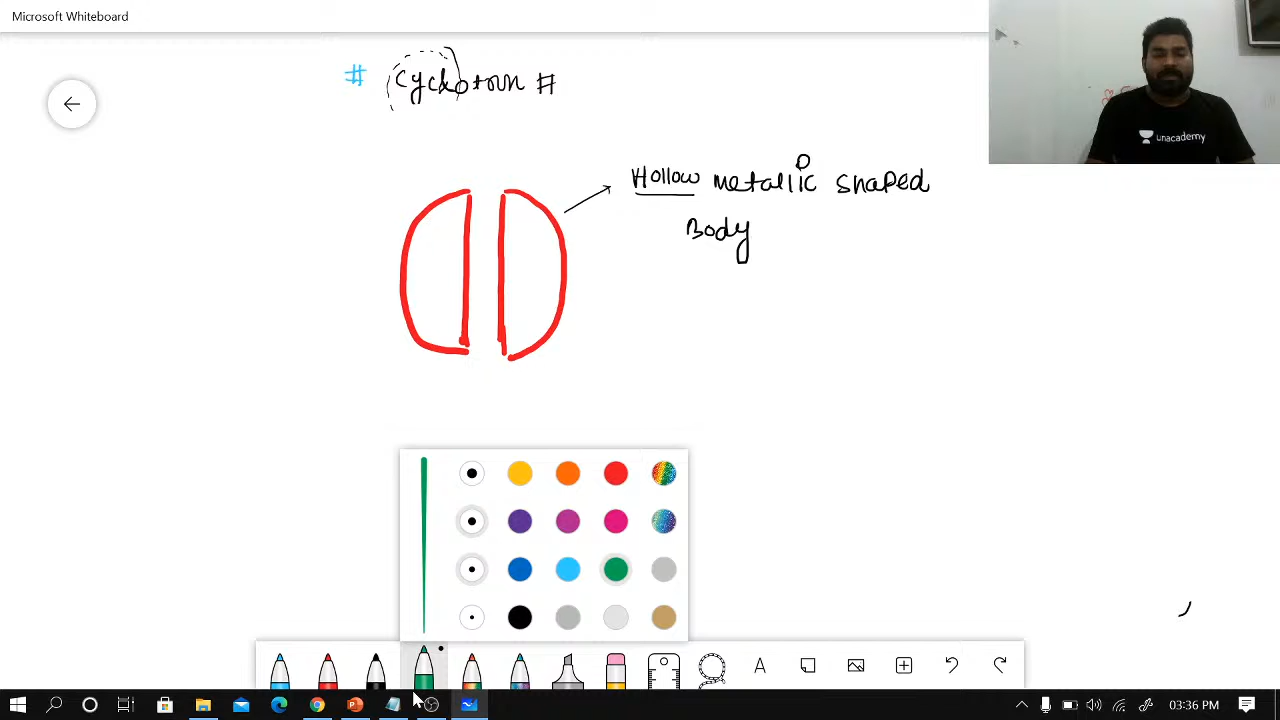 Microsoft Whiteboard
# Cyclotron #
D
Hollow metallic shaped
Body
unacademy
A
03:36 PM